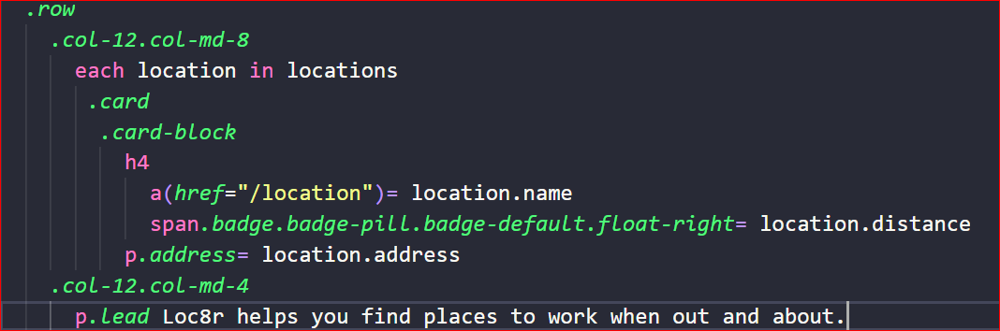 .row
.col-12.col-md-8
each location in locations
.card
.card-block
h4
a(href="/location")= location.name
span.badge.badge-pill.badge-default.float-right= location.distance
p.address= location.address
.col-12.col-md-4
p.lead Loc8r helps you find places to work when out and about.